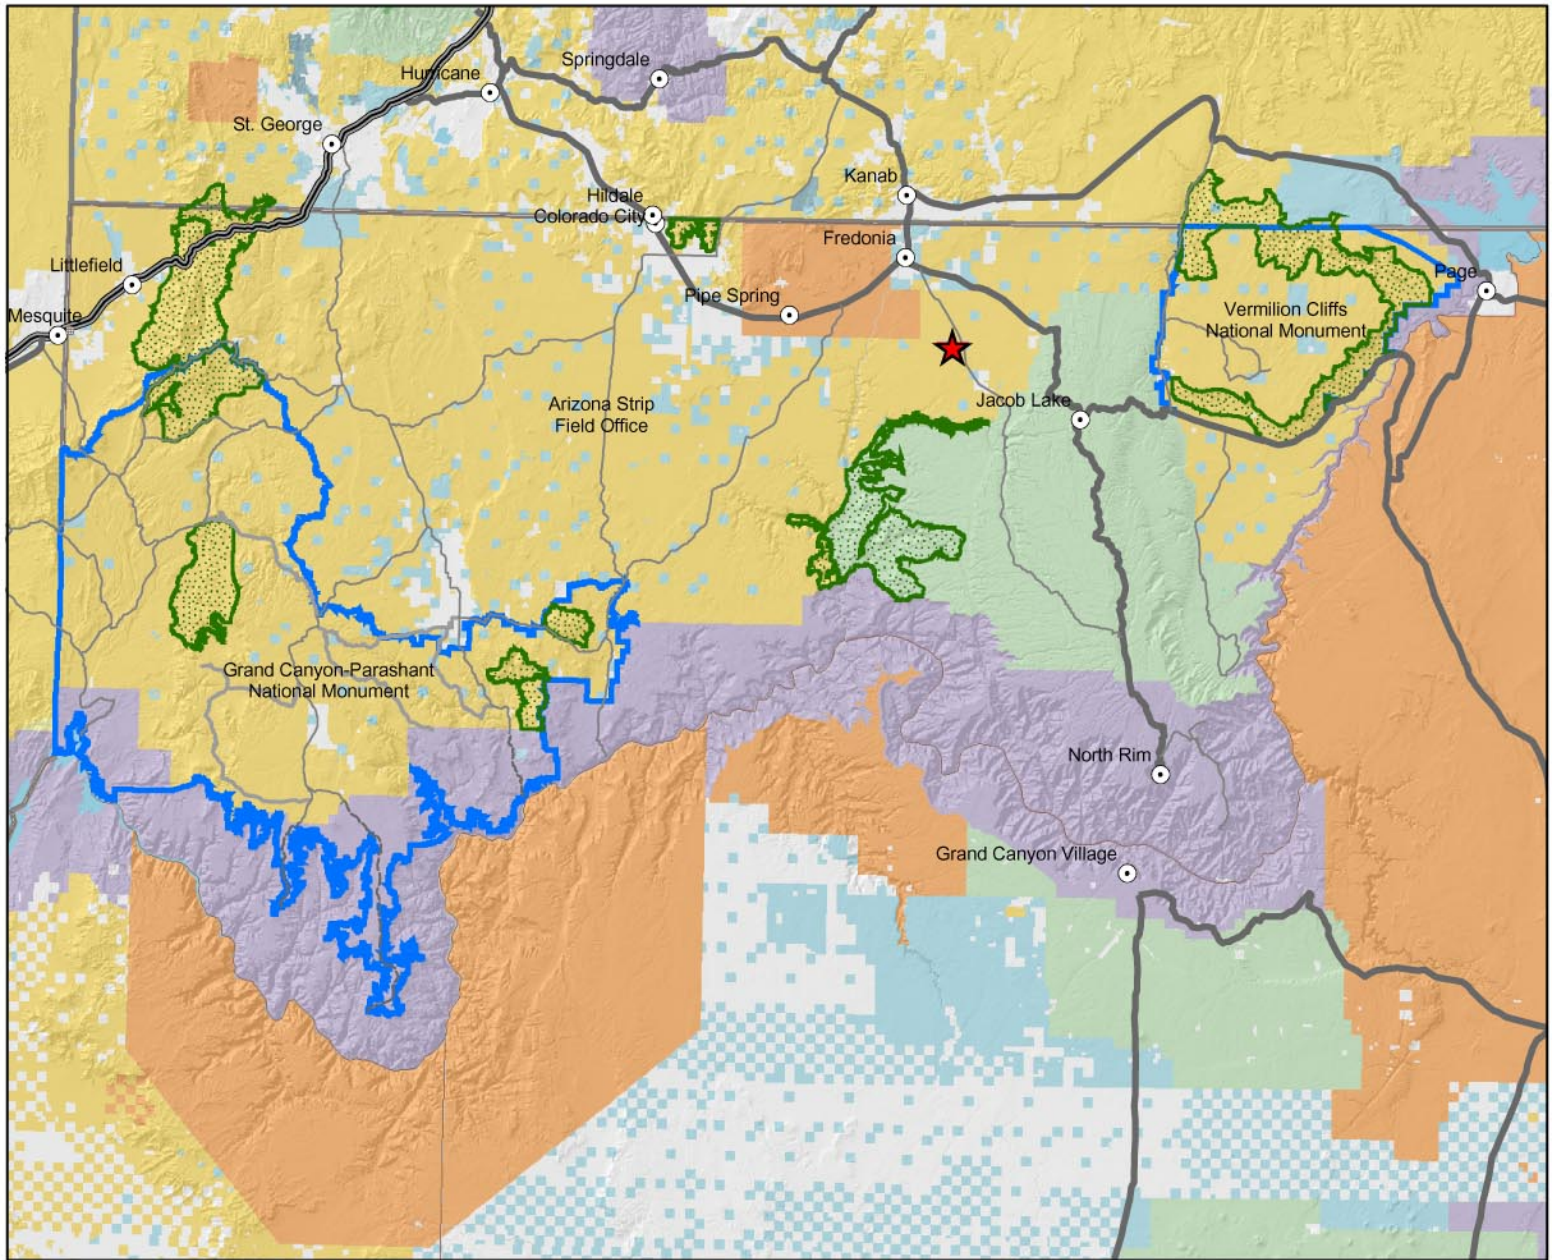 Springdale
Hurricane
St. George
Kanab
Hildale
Colorado City
Fredonia
Littlefield
Page
Pipe Spring
Vermilion Cliffs
National Monument
Mesquite
Jacob Lake
Arizona Strip
Field Office
Grand Canyon-Parashant
National Monument
North Rim
Grand Canyon Village